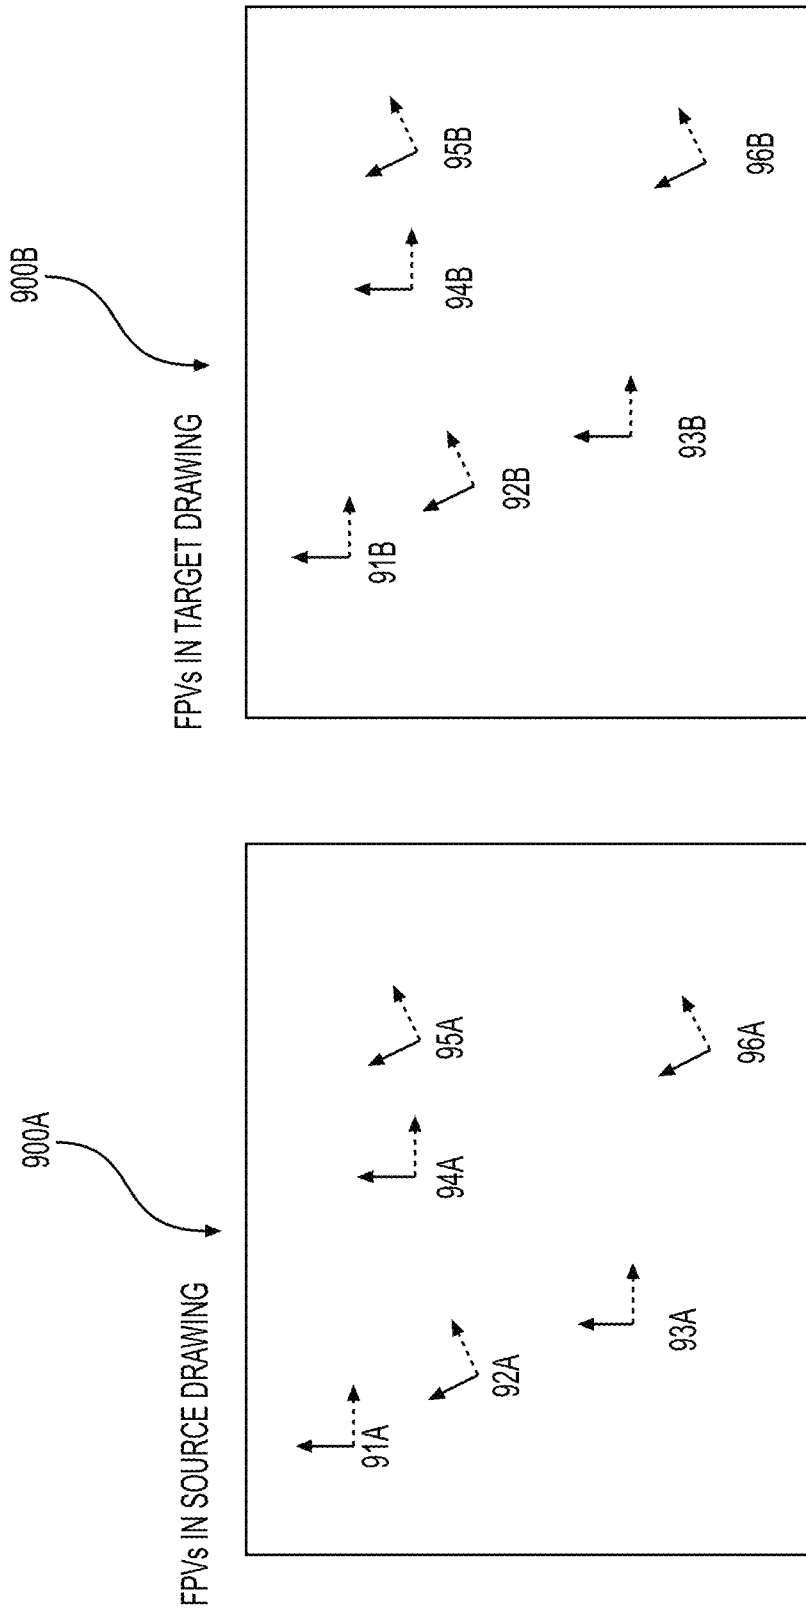 900A
FPVs IN SOURCE DRAWING
91A
92A
93A
94A
95A
96A
900B
FPVs IN TARGET DRAWING
91B
92B
93B
94B
95B
96B